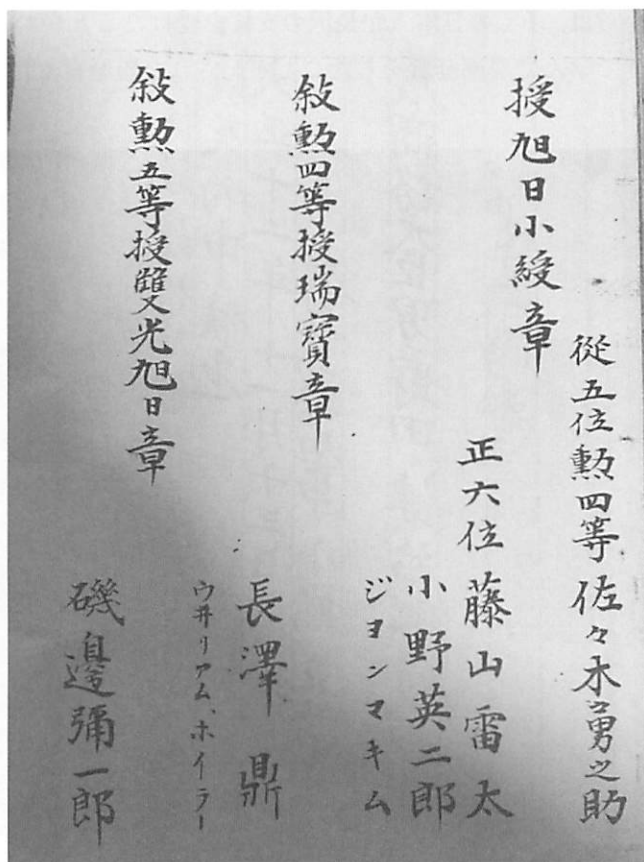 從五位勲四等佐々木勇之助
授旭日小綬章
正六位藤山雷太
小野英二郎
ジヨンマキム
敍勲四等授瑞寶章
長澤鼎
ウ井リアム、ホイラー
敍勲五等授雙光旭日章
磯邊彌一郎